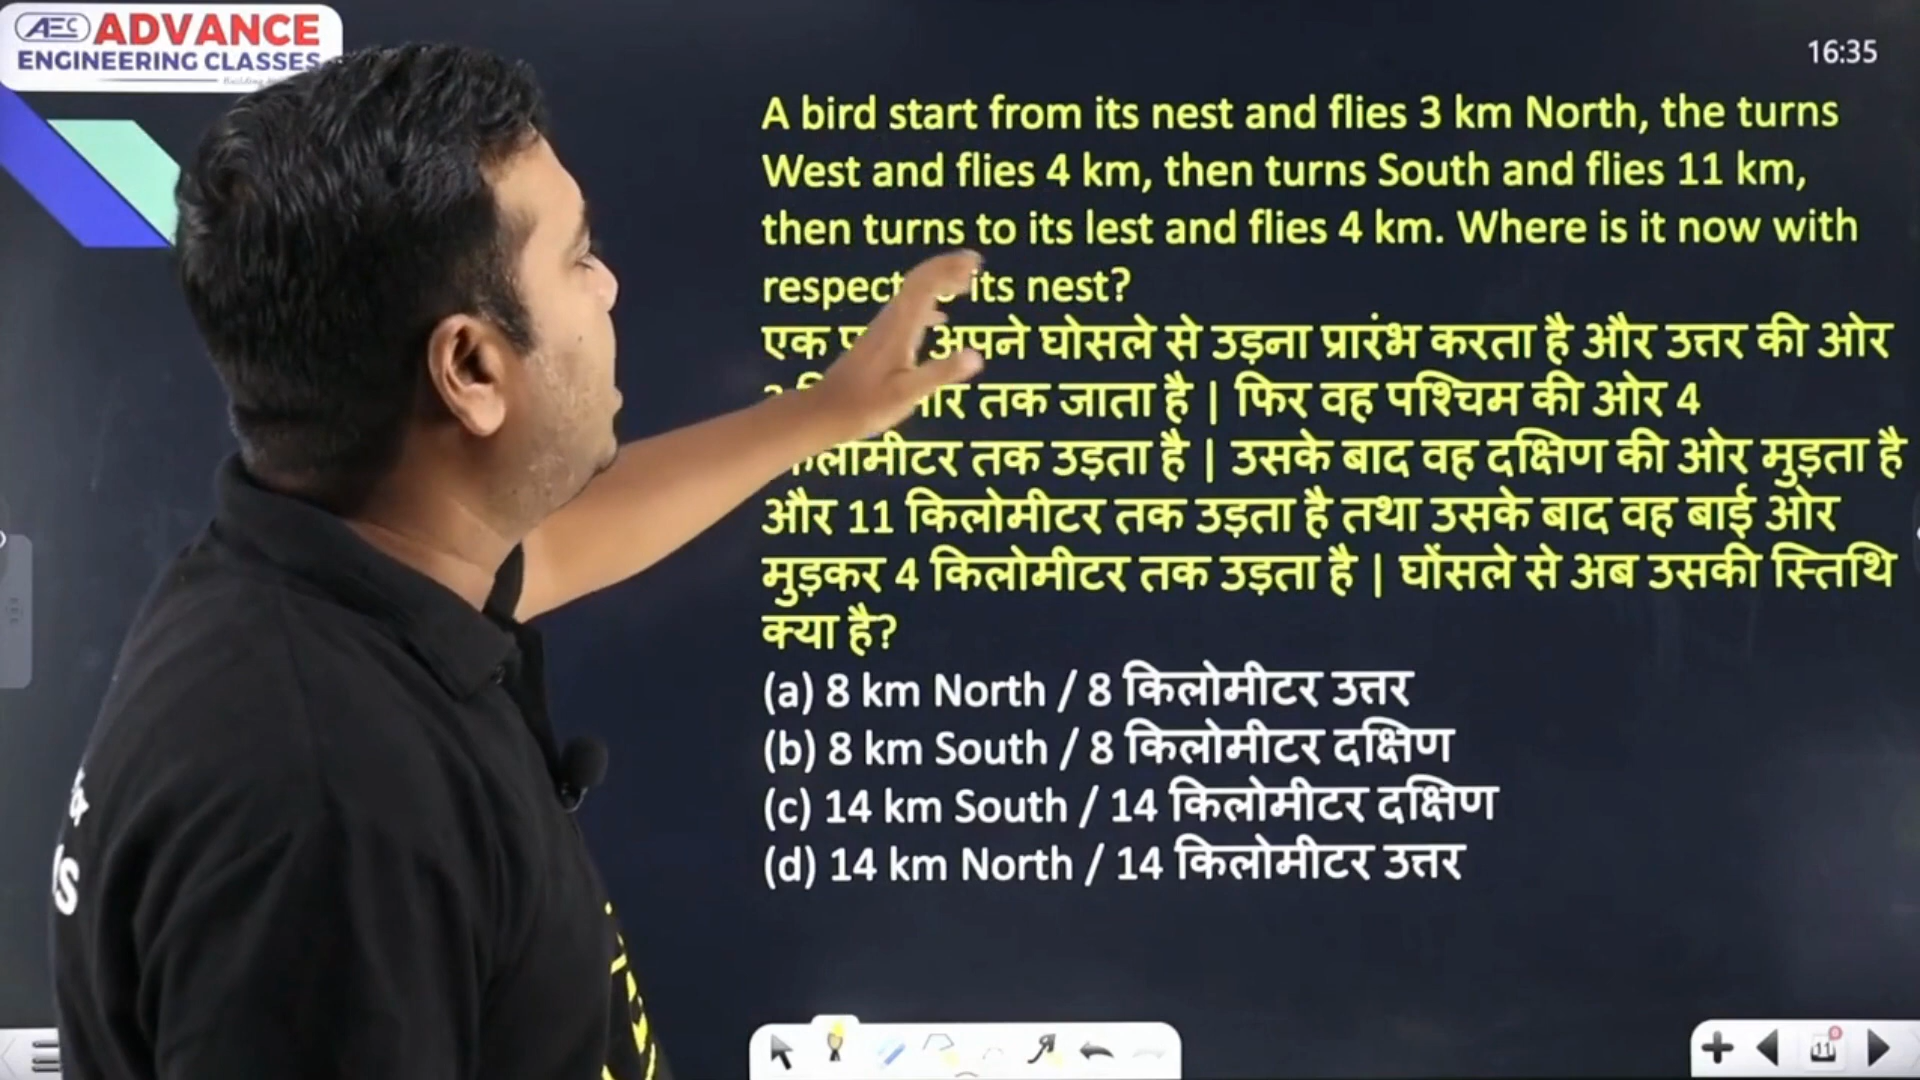 AEC ADVANCE
ENGINEERING CLASSES
16:35
A bird start from its nest and flies 3 km North, the turns
West and flies 4 km, then turns South and flies 11 km,
then turns to its lest and flies 4 km. Where is it now with
respect its nest?
एक अपने घोसले से उड़ना प्रारंभ करता है और उत्तर की ओर
तक जाता है | फिर वह पश्चिम की ओर 4
तक उड़ता है | उसके बाद वह दक्षिण की ओर मुड़ता है
और 11 किलोमीटर तक उड़ता है तथा उसके बाद वह बाई ओर
मुड़कर 4 किलोमीटर तक उड़ता है | घोंसले से अब उसकी स्तिथि
क्या है?
(a) 8 km North / 8 किलोमीटर उत्तर
(b) 8 km South / 8 किलोमीटर दक्षिण
(c) 14 km South / 14 किलोमीटर दक्षिण
(d) 14 km North / 14 किलोमीटर उत्तर
11